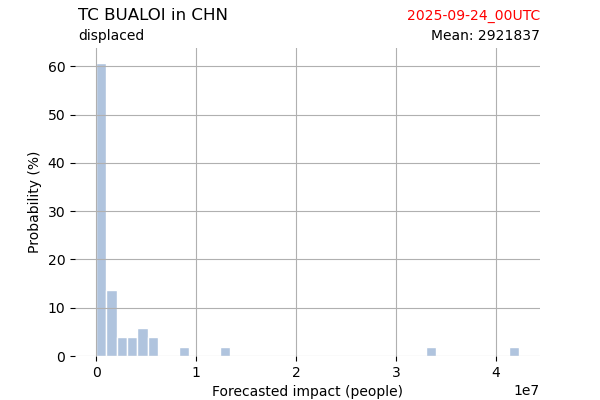 TC BUALOI in CHN
2025-09-24_00UTC
displaced
Mean: 2921837
Probability (%)
60
50
40
30
20
10
0
0 1 2 3 4
1e7
Forecasted impact (people)